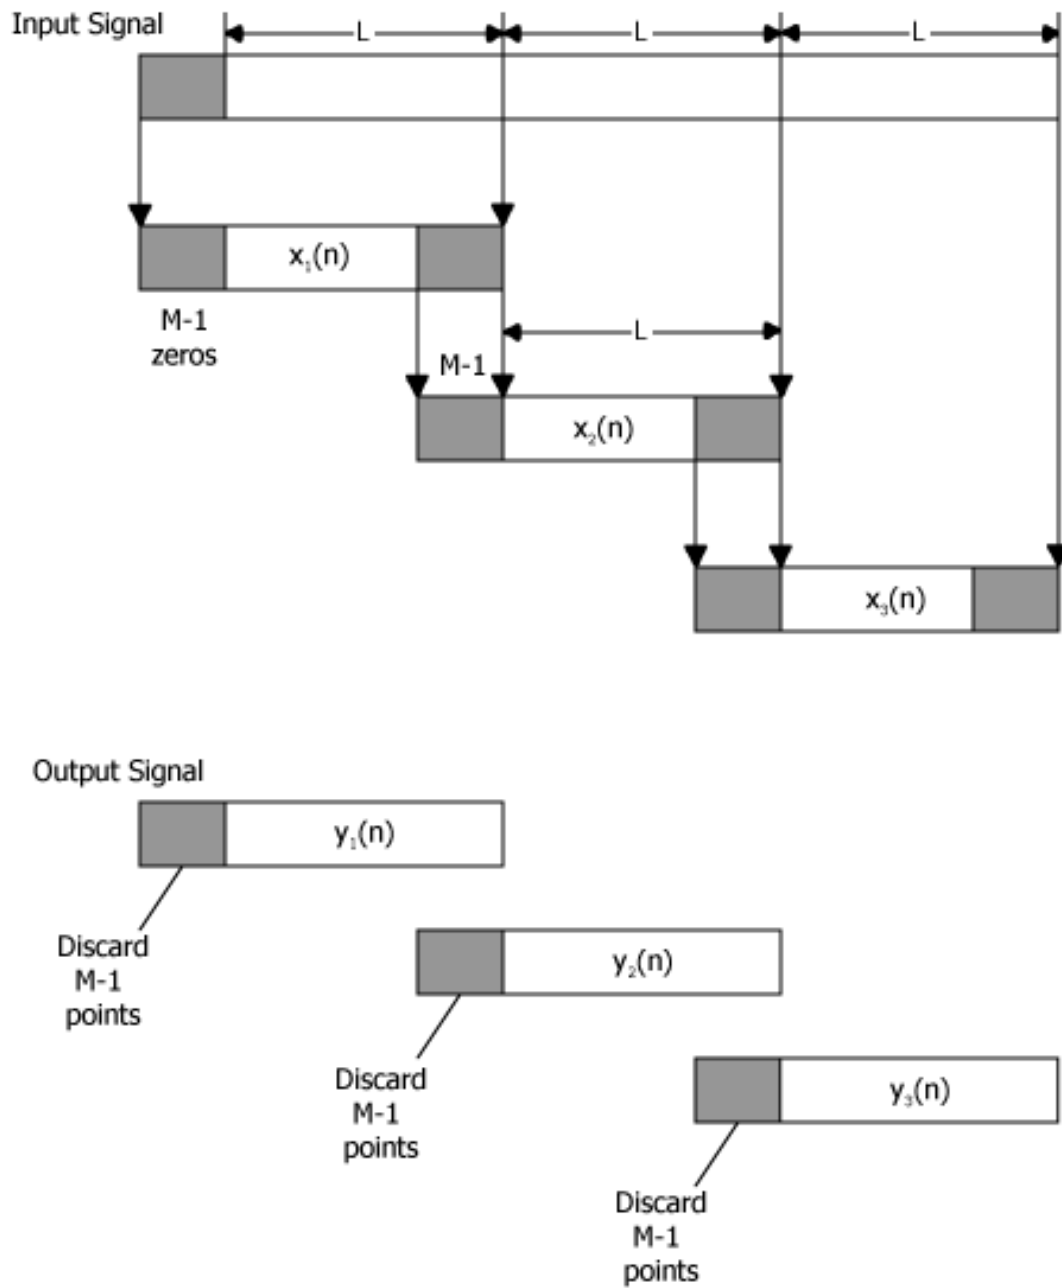 Input Signal
L
L
L
x₁(n)
M-1
zeros
L
M-1
x₂(n)
x₃(n)
Output Signal
y₁(n)
Discard
M-1
points
y₂(n)
Discard
M-1
points
y₃(n)
Discard
M-1
points